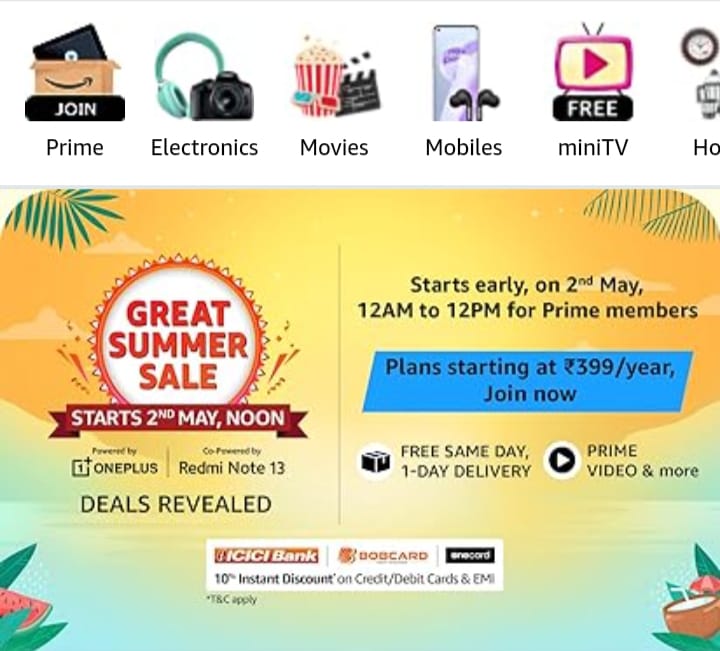 JOIN
FREE
Prime
Electronics
Movies
Mobiles
miniTV
Ho
GREAT
SUMMER
SALE
STARTS 2ND MAY, NOON
Powered by
1+ ONEPLUS
Co-Powered by
Redmi Note 13
DEALS REVEALED
Starts early, on 2nd May,
12AM to 12PM for Prime members
Plans starting at ₹399/year,
Join now
FREE SAME DAY,
1-DAY DELIVERY
PRIME
VIDEO & more
ICICI Bank
BOBCARD
onecard
10% Instant Discount* on Credit/Debit Cards & EMI
*T&C apply